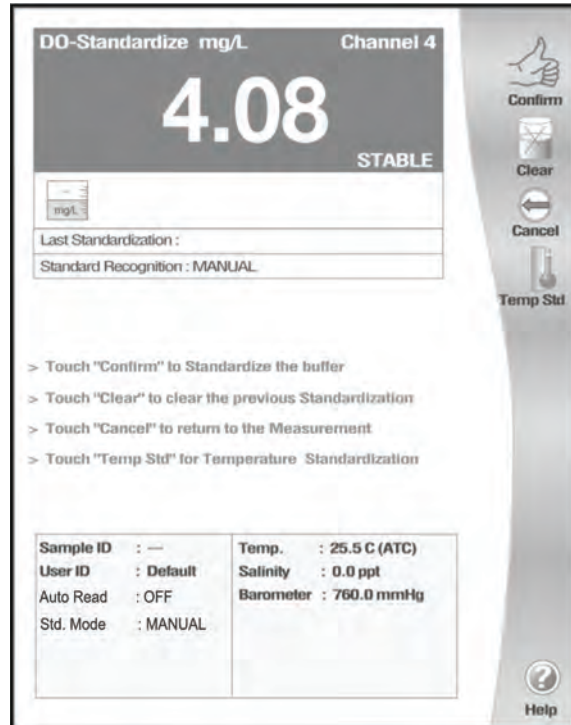 DO-Standardize mg/L Channel 4
4.08
STABLE
--
mg/L
Last Standardization :
Standard Recognition : MANUAL
Confirm
Clear
Cancel
Temp Std
> Touch "Confirm" to Standardize the buffer
> Touch "Clear" to clear the previous Standardization
> Touch "Cancel" to return to the Measurement
> Touch "Temp Std" for Temperature Standardization
Sample ID : ---
User ID : Default
Auto Read : OFF
Std. Mode : MANUAL
Temp. : 25.5 C (ATC)
Salinity : 0.0 ppt
Barometer : 760.0 mmHg
?
Help